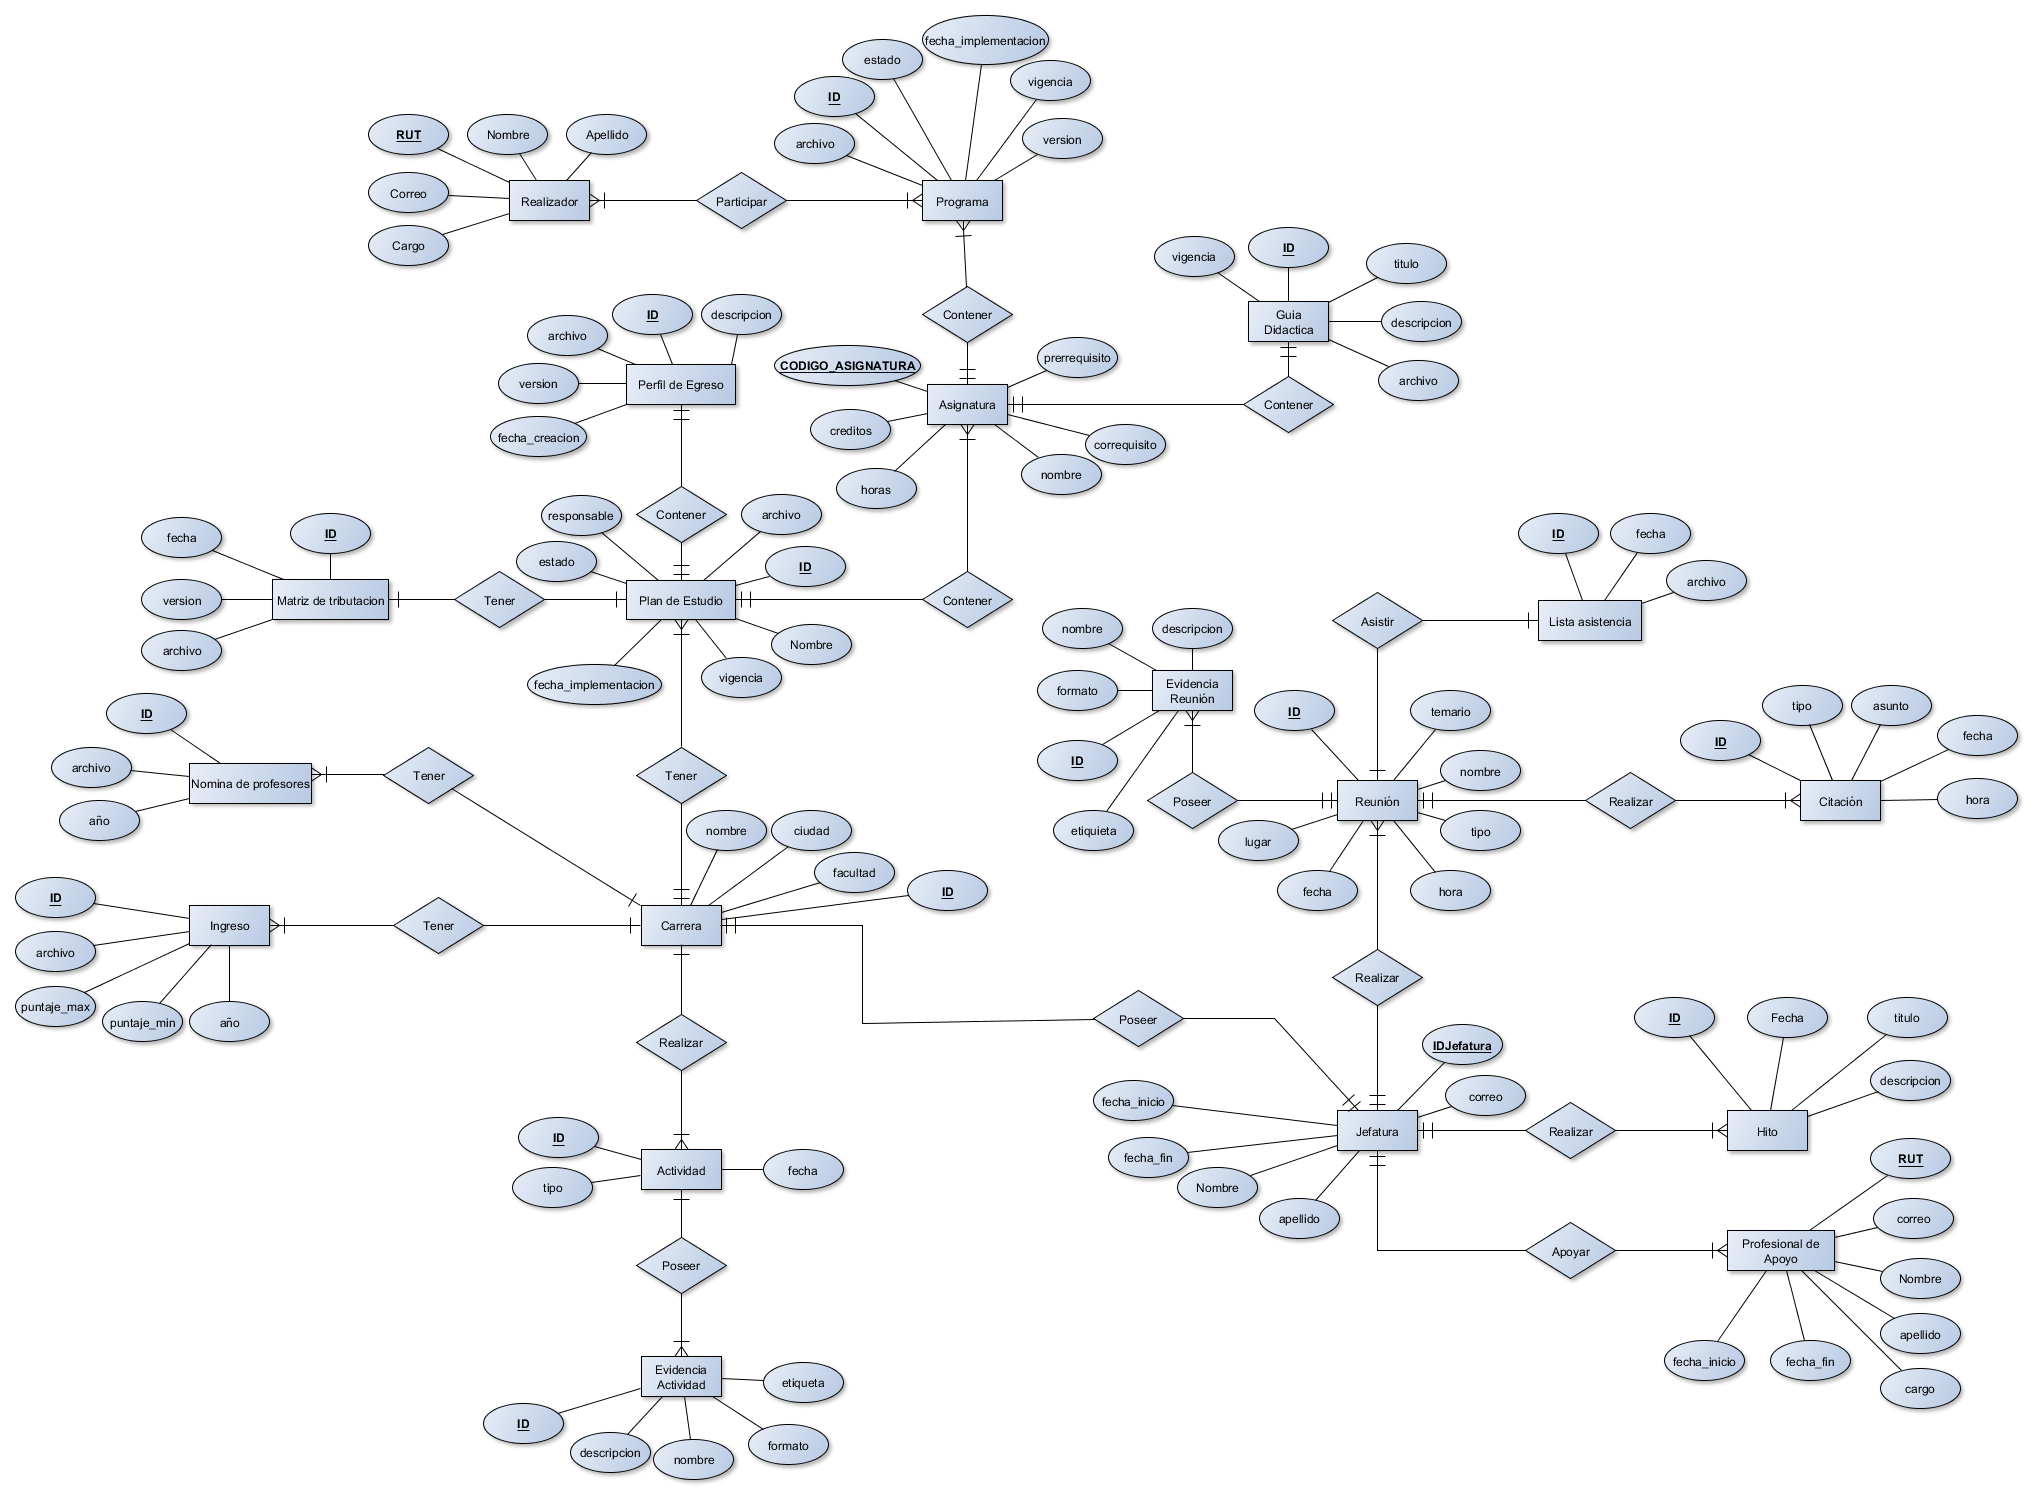 fecha_implementacion
estado
vigencia
ID
version
archivo
RUT
Nombre
Apellido
Correo
Cargo
Realizador
Participar
Programa
vigencia
ID
titulo
Guia
Didactica
descripcion
archivo
Contener
Contener
archivo
ID
descripcion
version
Perfil de Egreso
fecha_creacion
CODIGO_ASIGNATURA
prerrequisito
Asignatura
creditos
correquisito
horas
nombre
Contener
responsable
archivo
estado
ID
fecha
ID
version
Matriz de tributacion
archivo
Tener
Plan de Estudio
Contener
Nombre
fecha_implementacion
vigencia
ID
fecha
archivo
Asistir
Lista asistencia
nombre
descripcion
formato
Evidencia
Reunión
ID
etiqueta
Poseer
ID
temario
nombre
Reunión
tipo
lugar
fecha
hora
Realizar
ID
tipo
asunto
fecha
Citación
hora
ID
archivo
Nomina de profesores
año
Tener
Tener
nombre
ciudad
facultad
ID
ID
archivo
Ingreso
puntaje_max
puntaje_min
año
Tener
Carrera
Realizar
Poseer
Realizar
IDJefatura
correo
fecha_inicio
fecha_fin
Nombre
apellido
Jefatura
Realizar
ID
Fecha
titulo
descripcion
Hito
ID
tipo
Actividad
fecha
Apoyar
RUT
correo
Profesional de
Apoyo
Nombre
apellido
fecha_inicio
fecha_fin
cargo
Poseer
Evidencia
Actividad
etiqueta
ID
descripcion
nombre
formato